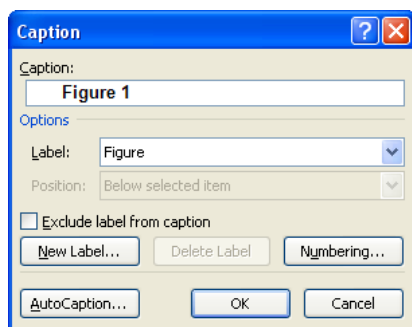 Caption
Caption:
Figure 1
Options
Label: Figure
Position: Below selected item
Exclude label from caption
New Label... Delete Label Numbering...
AutoCaption... OK Cancel